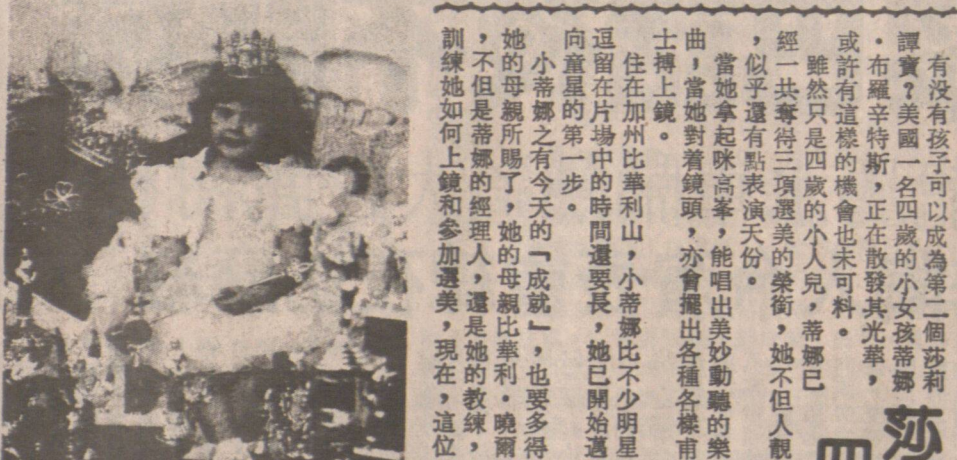 莎
有没有孩子可以成為第二個莎莉
譚寶？美國一名四歲的小女孩蒂娜
．布羅辛特斯，正在散發其光華，
或許有這樣的機會也未可料。
雖然只是四歲的小人兒，蒂娜已
經一共奪得三項選美的榮銜，她不但人靚
，似乎還有點表演天份。
當她拿起咪高峯，能唱出美妙動聽的樂
曲，當她對着鏡頭，亦會擺出各種各樣甫
士搏上鏡。
住在加州比華利山，小蒂娜比不少明星
逗留在片場中的時間還要長，她已開始邁
向童星的第一步。
小蒂娜之有今天的「成就」，也要多得
她的母親所賜了，她的母親比華利．曉爾
，不但是蒂娜的經理人，還是她的教練，
訓練她如何上鏡和參加選美，現在，這位